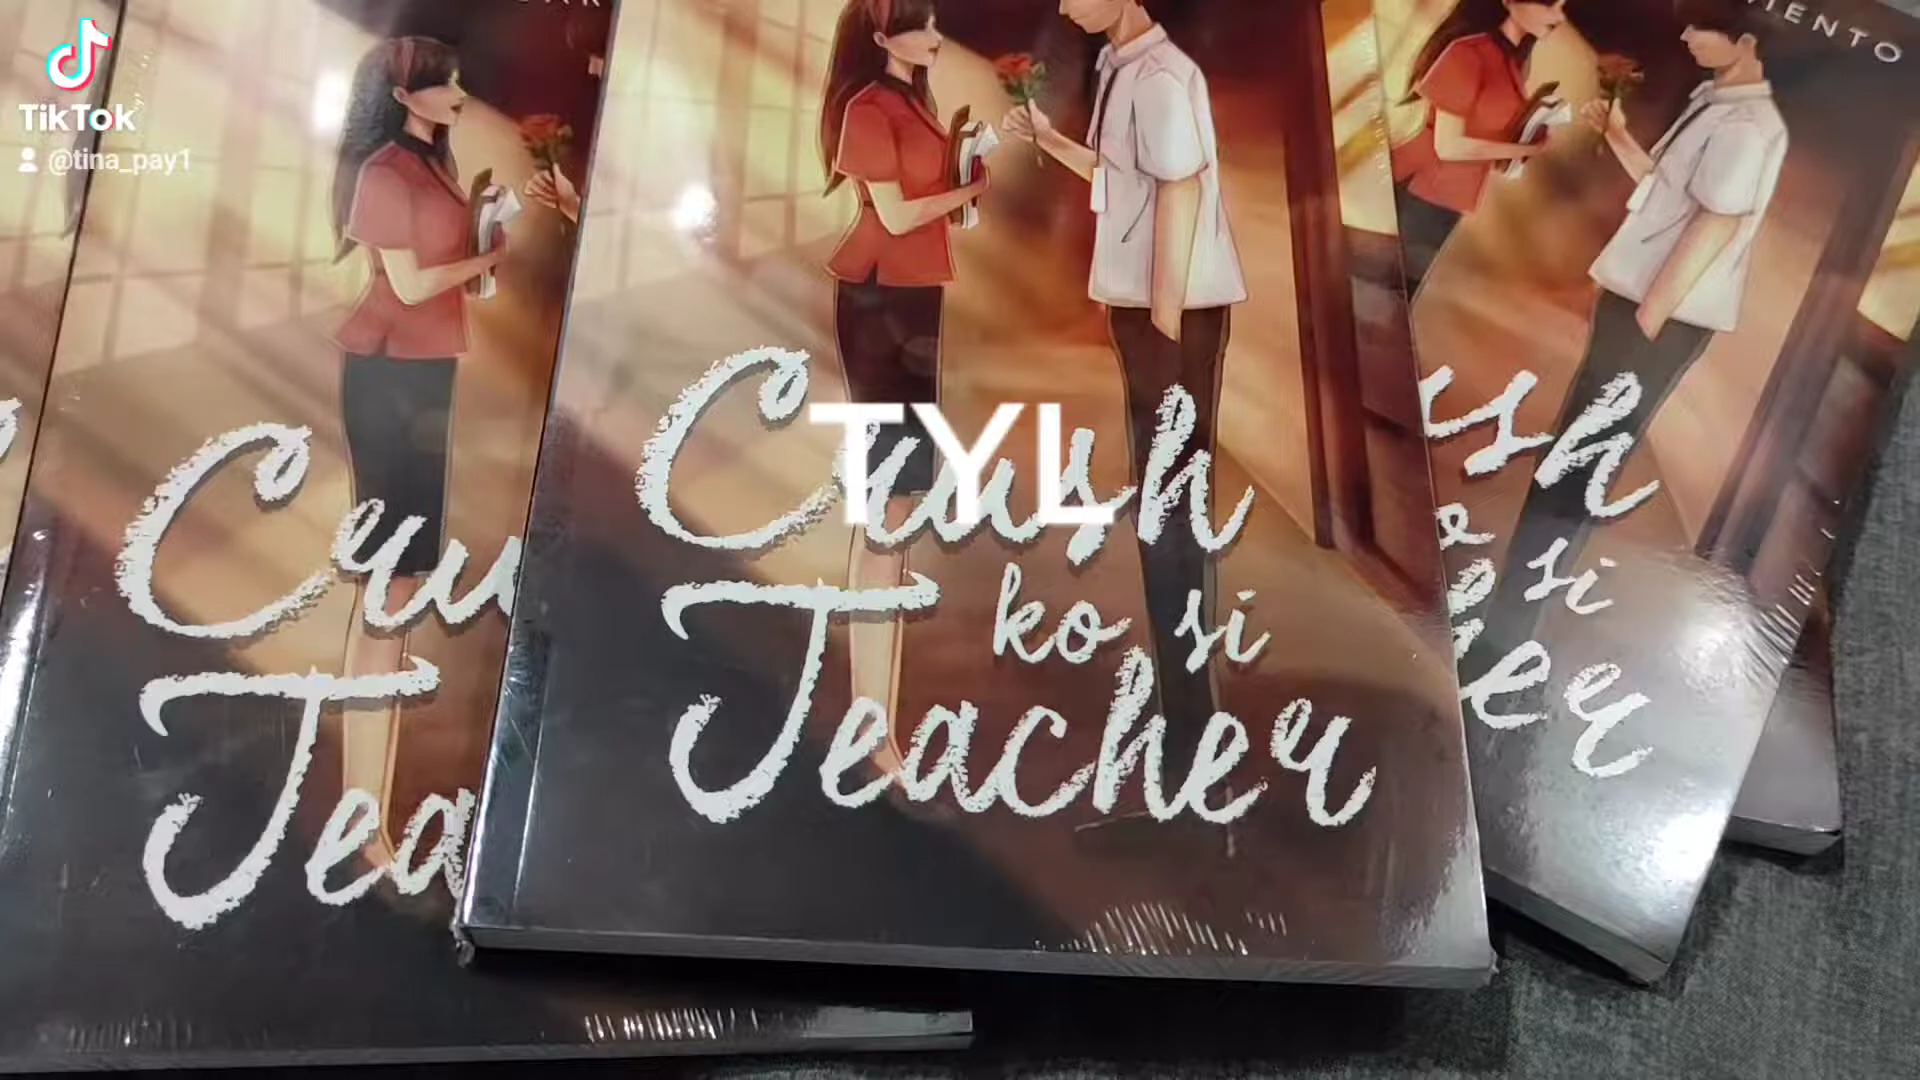 TikTok
@tina_pay1
TYL
Crush
ko si
Teacher